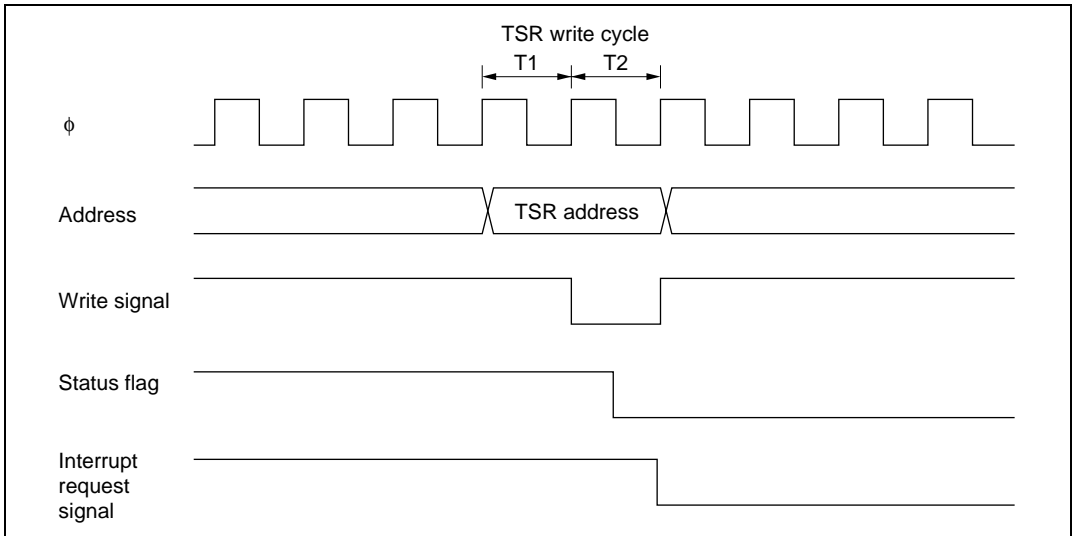 TSR write cycle
T1 T2
ϕ
Address
TSR address
Write signal
Status flag
Interrupt
request
signal